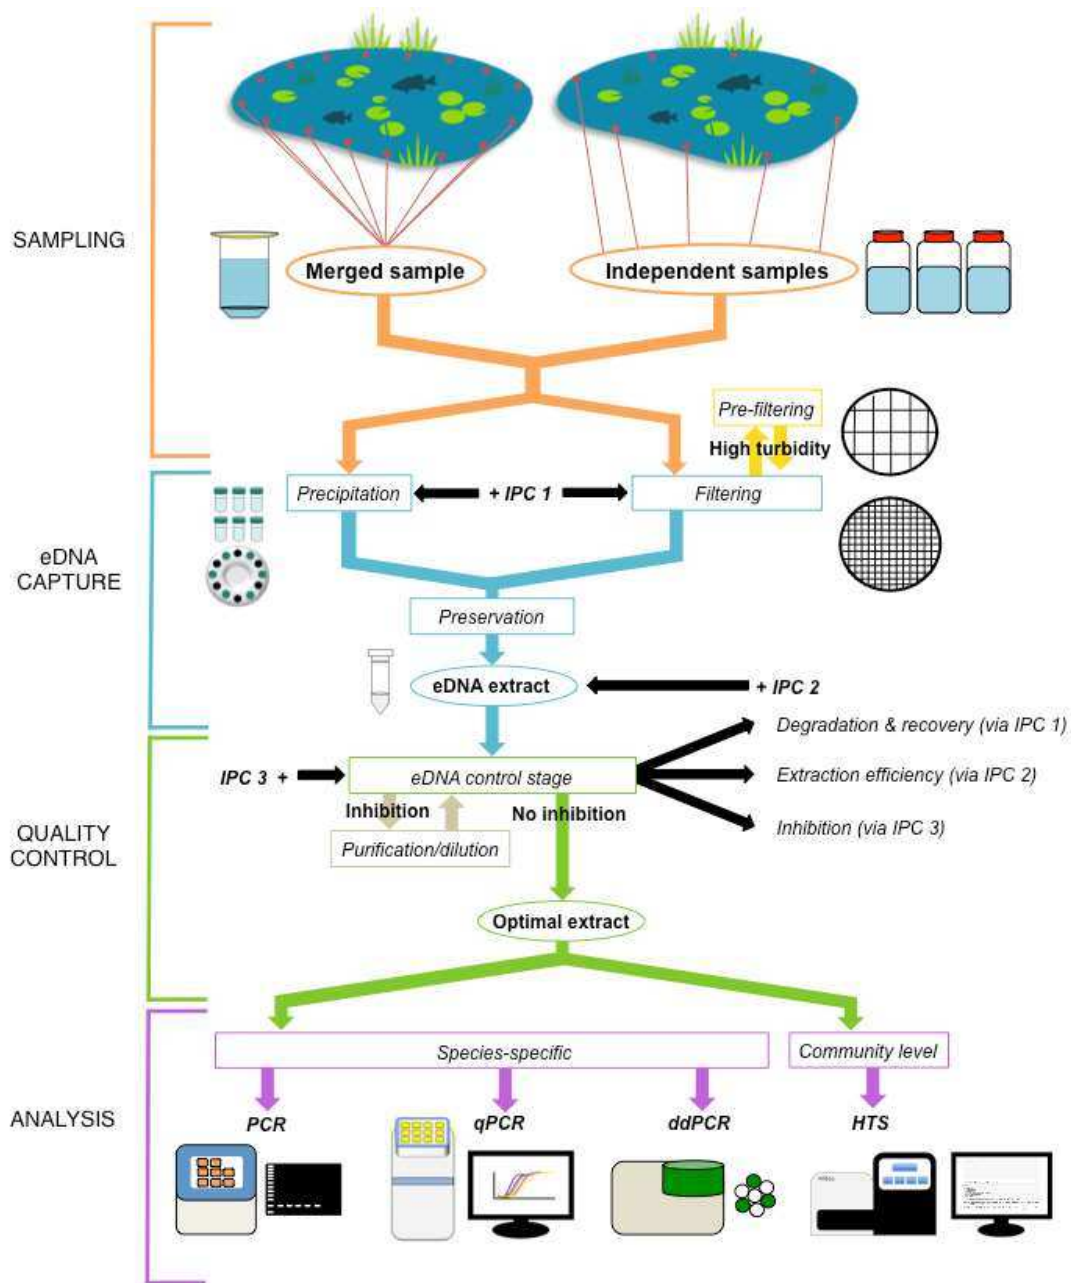 SAMPLING
Merged sample
Independent samples
Pre-filtering
High turbidity
Precipitation
+ IPC 1
Filtering
eDNA
CAPTURE
Preservation
eDNA extract
+ IPC 2
Degradation & recovery (via IPC 1)
IPC 3 +
eDNA control stage
Extraction efficiency (via IPC 2)
Inhibition
No inhibition
Inhibition (via IPC 3)
QUALITY
CONTROL
Purification/dilution
Optimal extract
Species-specific
Community level
ANALYSIS
PCR
qPCR
ddPCR
HTS